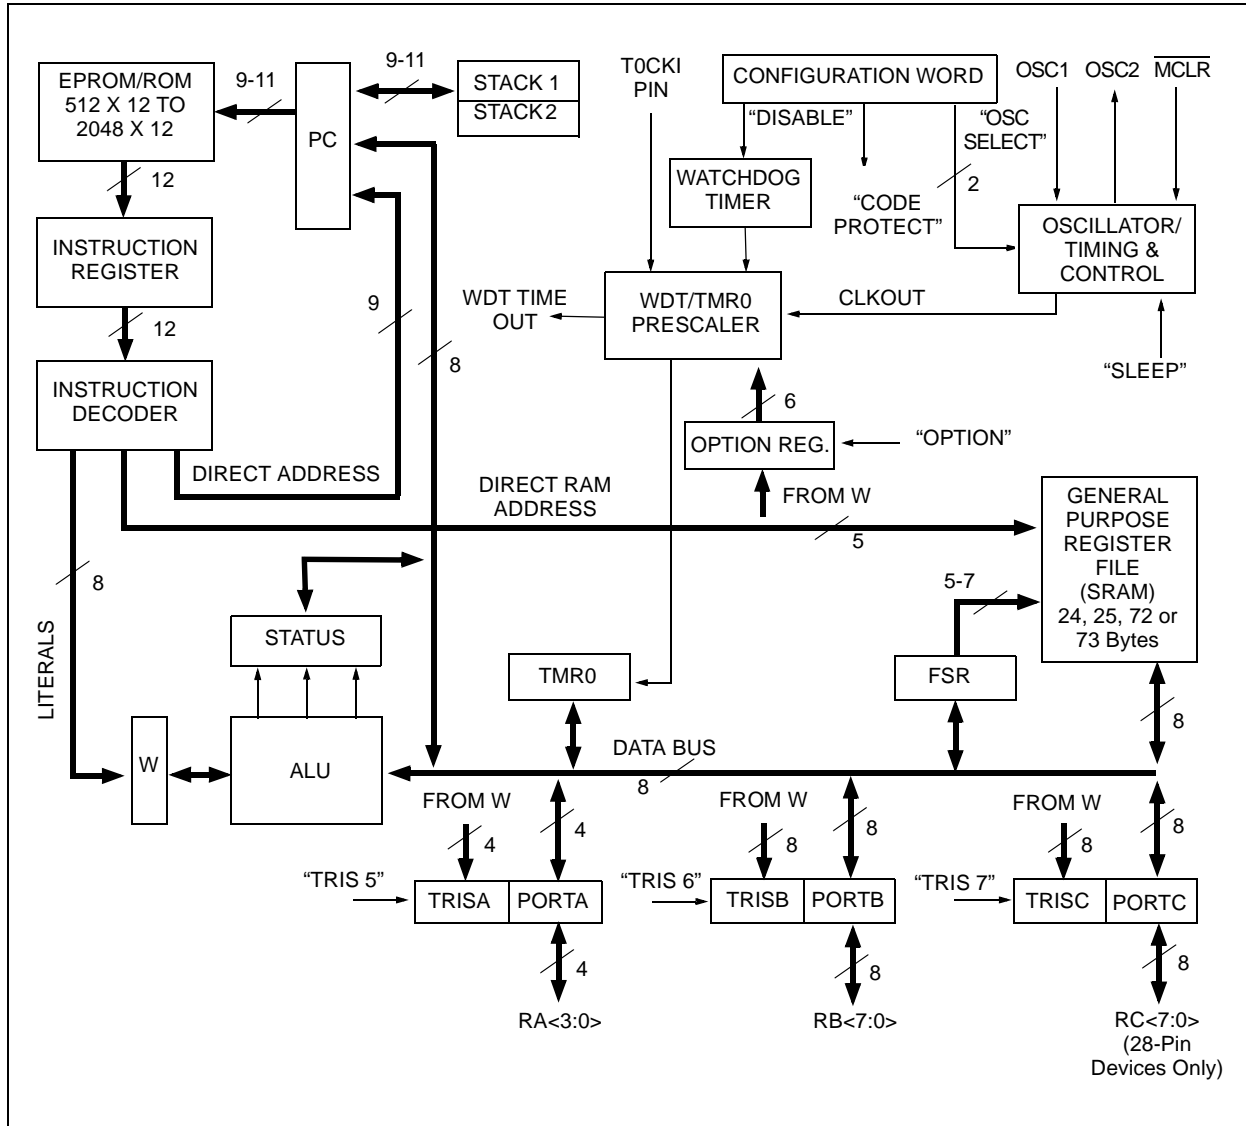 EPROM/ROM
512 X 12 TO
2048 X 12
9-11
PC
9-11
STACK 1
STACK 2
T0CKI
PIN
CONFIGURATION WORD
OSC1
OSC2
MCLR
“DISABLE”
“OSC
SELECT”
12
2
WATCHDOG
TIMER
“CODE
PROTECT”
INSTRUCTION
REGISTER
OSCILLATOR/
TIMING &
CONTROL
WDT TIME
OUT
WDT/TMR0
PRESCALER
CLKOUT
9
12
8
“SLEEP”
INSTRUCTION
DECODER
6
OPTION REG.
“OPTION”
DIRECT ADDRESS
DIRECT RAM
ADDRESS
FROM W
5
GENERAL
PURPOSE
REGISTER
FILE
(SRAM)
24, 25, 72 or
73 Bytes
8
5-7
LITERALS
STATUS
TMR0
FSR
8
W
ALU
DATA BUS
8
FROM W
4
4
FROM W
8
8
FROM W
8
8
“TRIS 5”
TRISA
PORTA
“TRIS 6”
TRISB
PORTB
“TRIS 7”
TRISC
PORTC
4
8
8
RA<3:0>
RB<7:0>
RC<7:0>
(28-Pin
Devices Only)